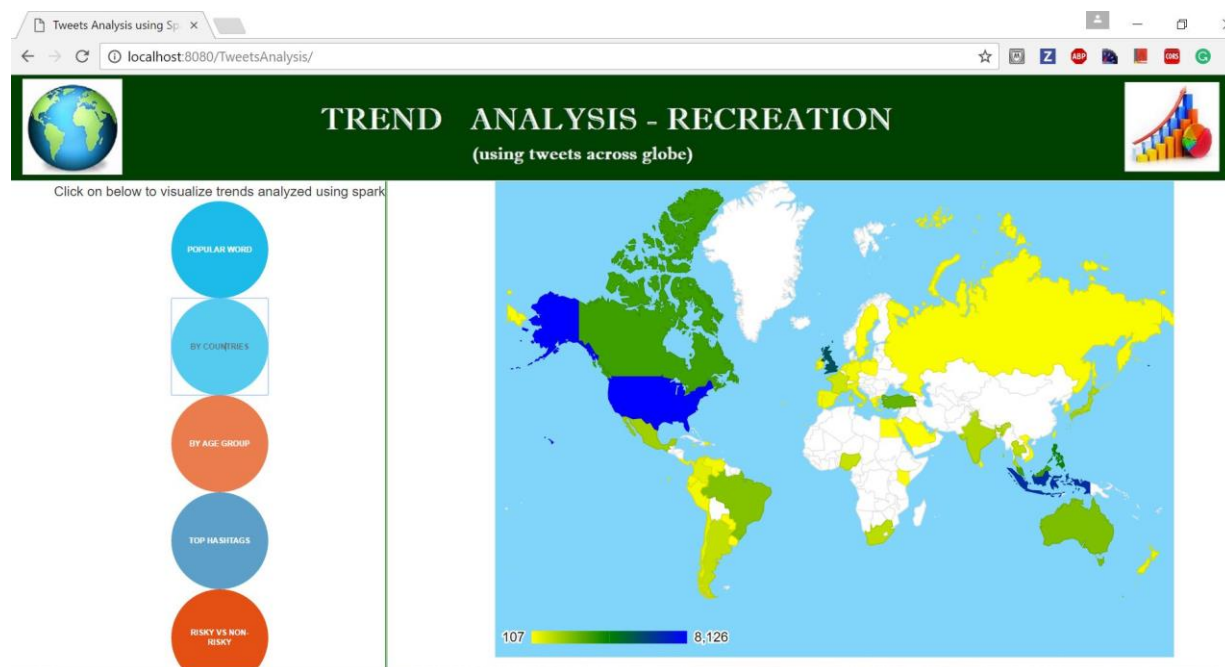 Tweets Analysis using Sp
localhost:8080/TweetsAnalysis/
ABP
CORS
TREND ANALYSIS - RECREATION
(using tweets across globe)
Click on below to visualize trends analyzed using spark
POPULAR WORD
BY COUNTRIES
BY AGE GROUP
TOP HASHTAGS
RISKY VS NON-
RISKY
107 8,126